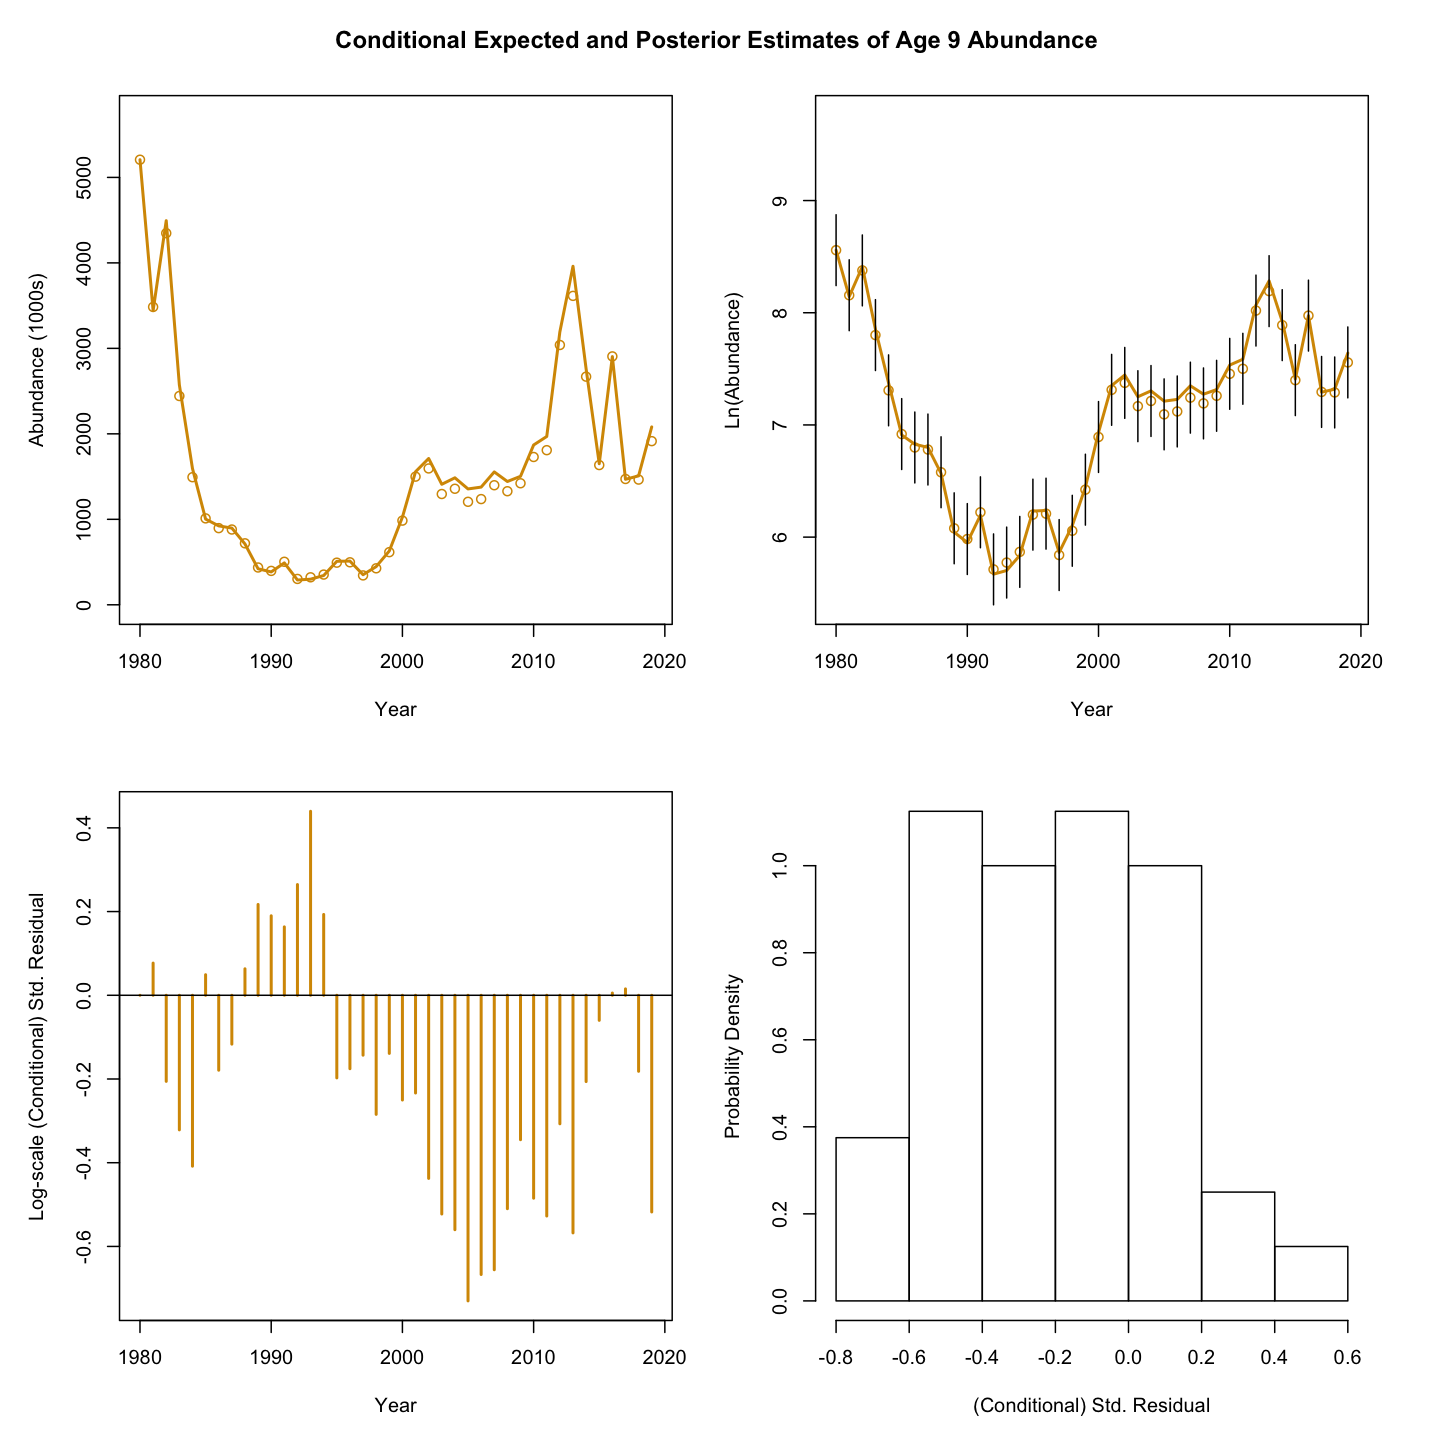 Conditional Expected and Posterior Estimates of Age 9 Abundance
Abundance (1000s)
5000
4000
3000
2000
1000
0
1980 1990 2000 2010 2020
Year
Ln(Abundance)
9
8
7
6
1980 1990 2000 2010 2020
Year
Log-scale (Conditional) Std. Residual
0.4
0.2
0.0
-0.2
-0.4
-0.6
1980 1990 2000 2010 2020
Year
Probability Density
1.0
0.8
0.6
0.4
0.2
0.0
-0.8 -0.6 -0.4 -0.2 0.0 0.2 0.4 0.6
(Conditional) Std. Residual